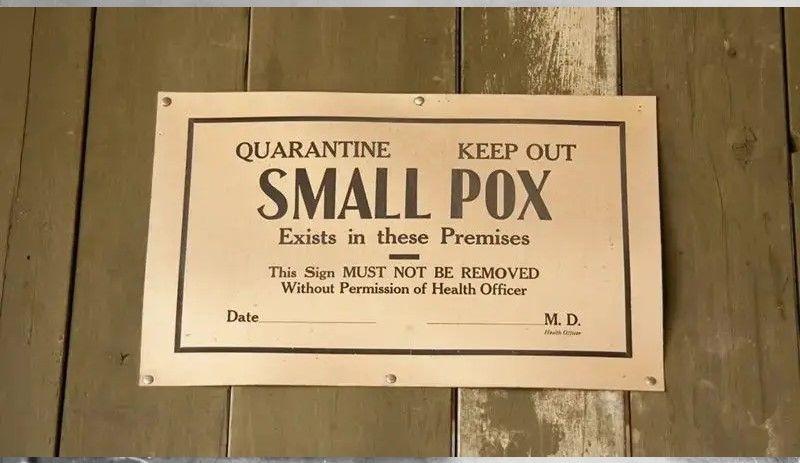 QUARANTINE KEEP OUT
SMALL POX
Exists in these Premises
This Sign MUST NOT BE REMOVED
Without Permission of Health Officer
Date M. D.
Health Officer